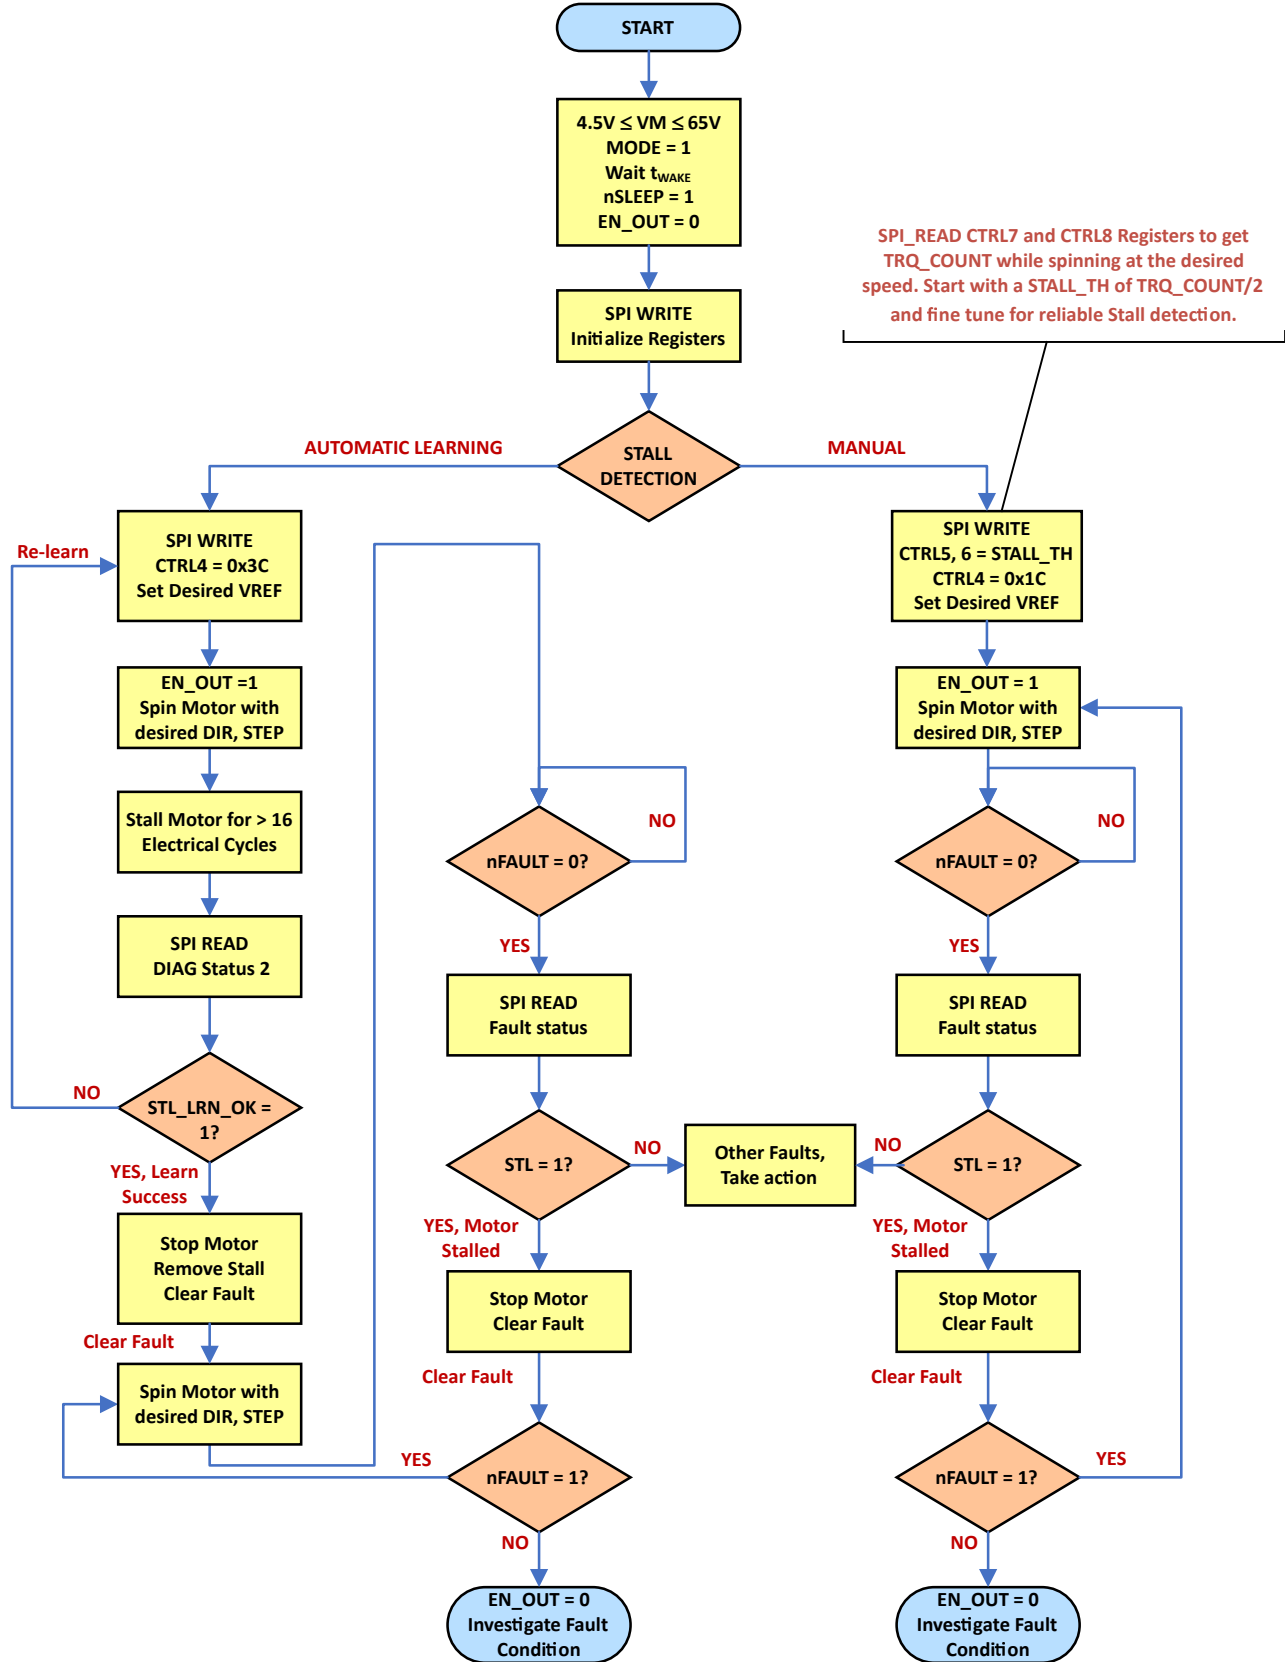 START
4.5V ≤ VM ≤ 65V
MODE = 1
Wait tWAKE
nSLEEP = 1
EN_OUT = 0
SPI_READ CTRL7 and CTRL8 Registers to get
TRQ_COUNT while spinning at the desired
speed. Start with a STALL_TH of TRQ_COUNT/2
and fine tune for reliable Stall detection.
SPI WRITE
Initialize Registers
STALL
DETECTION
AUTOMATIC LEARNING
MANUAL
Re-learn
SPI WRITE
CTRL4 = 0x3C
Set Desired VREF
EN_OUT =1
Spin Motor with
desired DIR, STEP
Stall Motor for > 16
Electrical Cycles
SPI READ
DIAG Status 2
NO
STL_LRN_OK =
1?
YES, Learn
Success
Stop Motor
Remove Stall
Clear Fault
Clear Fault
Spin Motor with
desired DIR, STEP
nFAULT = 0?
NO
YES
SPI READ
Fault status
STL = 1?
NO
Other Faults,
Take action
YES, Motor
Stalled
Stop Motor
Clear Fault
Clear Fault
YES
nFAULT = 1?
NO
EN_OUT = 0
Investigate Fault
Condition
SPI WRITE
CTRL5, 6 = STALL_TH
CTRL4 = 0x1C
Set Desired VREF
EN_OUT = 1
Spin Motor with
desired DIR, STEP
nFAULT = 0?
NO
YES
SPI READ
Fault status
NO
STL = 1?
YES, Motor
Stalled
Stop Motor
Clear Fault
Clear Fault
nFAULT = 1?
YES
NO
EN_OUT = 0
Investigate Fault
Condition